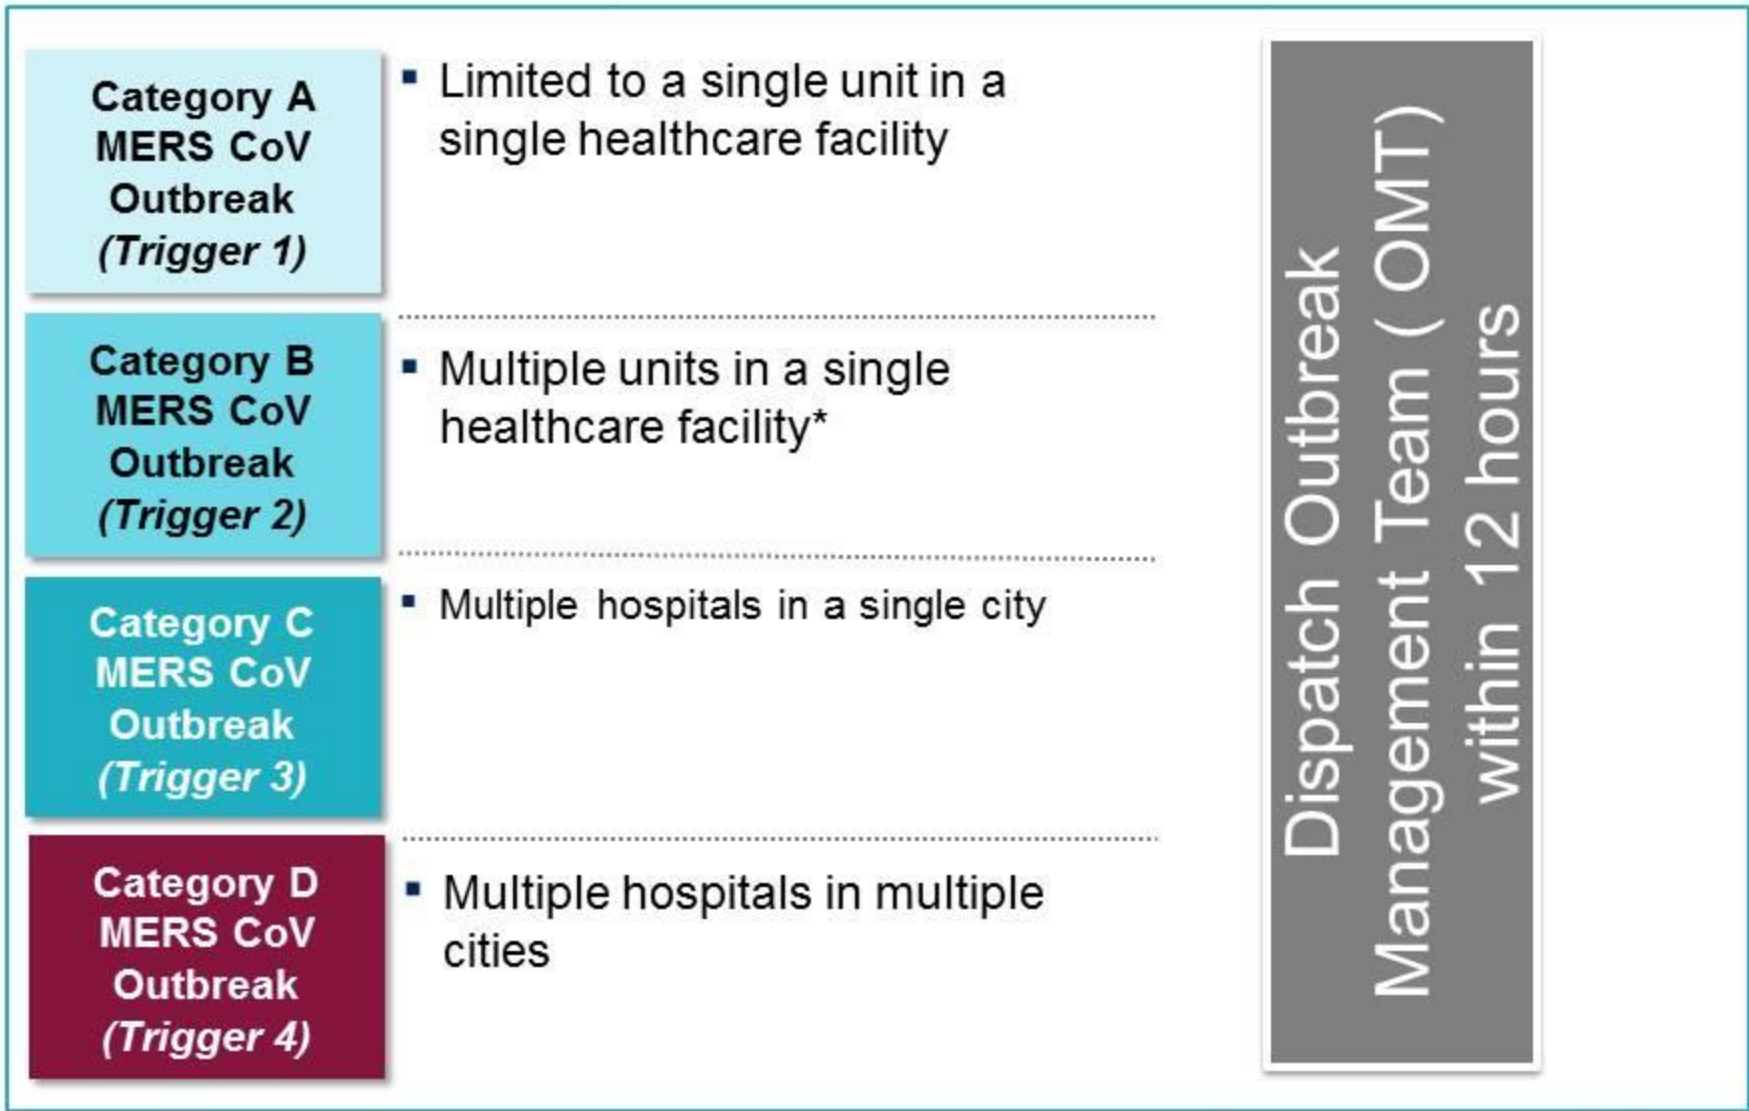 Category A
MERS CoV
Outbreak
(Trigger 1)
▪ Limited to a single unit in a
single healthcare facility
Category B
MERS CoV
Outbreak
(Trigger 2)
▪ Multiple units in a single
healthcare facility*
Category C
MERS CoV
Outbreak
(Trigger 3)
▪ Multiple hospitals in a single city
Category D
MERS CoV
Outbreak
(Trigger 4)
▪ Multiple hospitals in multiple
cities
Dispatch Outbreak
Management Team ( OMT)
within 12 hours